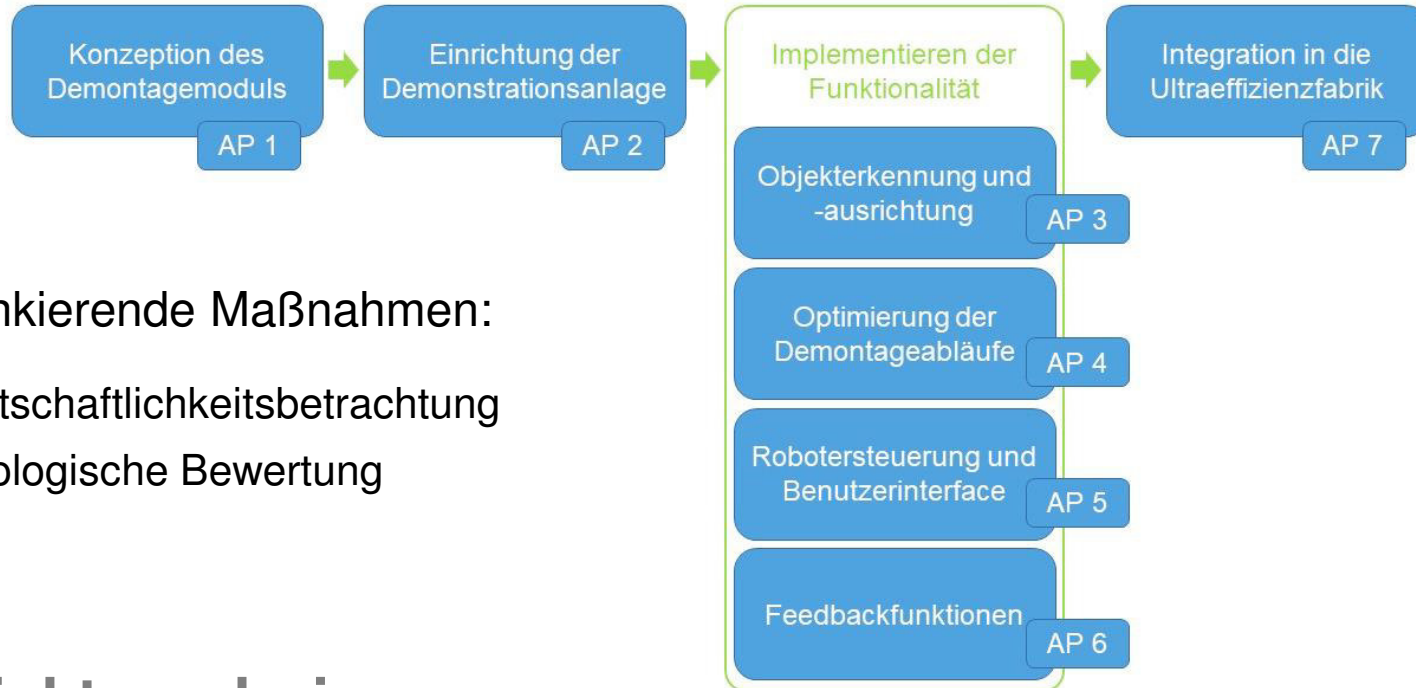 Konzeption des
Demontagemoduls
AP 1
Einrichtung der
Demonstrationsanlage
AP 2
Implementieren der
Funktionalität
Objekterkennung und
-ausrichtung
AP 3
Optimierung der
Demontageabläufe
AP 4
Robotersteuerung und
Benutzerinterface
AP 5
Feedbackfunktionen
AP 6
Integration in die
Ultraeffizienzfabrik
AP 7
nkierende Maßnahmen:
tschaftlichkeitsbetrachtung
ologische Bewertung